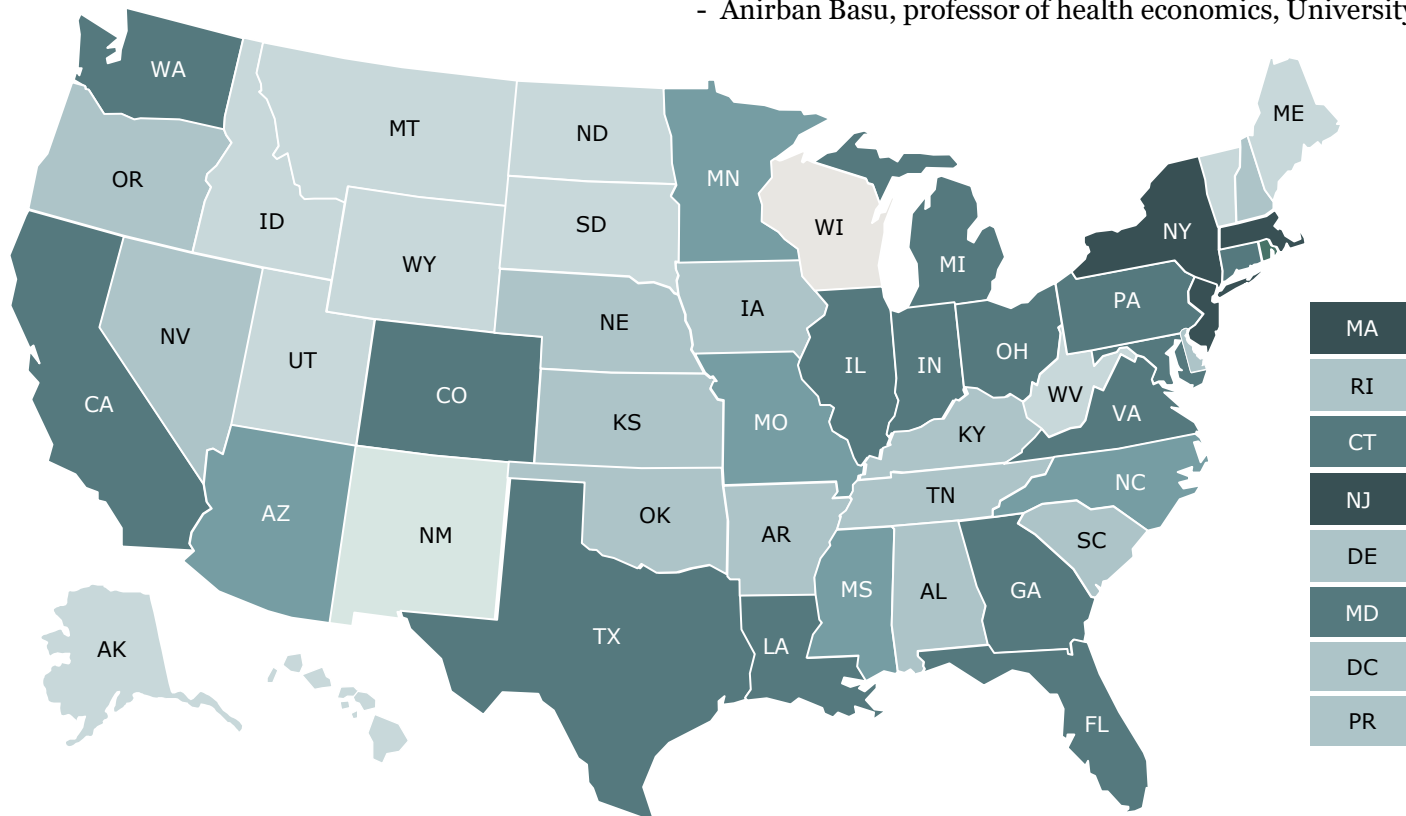 - Anirban Basu, professor of health economics, University
WA
MT
ND
MN
ME
OR
ID
SD
WI
NY
WY
MI
IA
PA
NE
NV
MA
UT
IL
IN
OH
CO
RI
WV
CA
VA
KS
MO
KY
CT
NC
TN
NJ
AZ
OK
AR
NM
SC
DE
MS
AL
GA
MD
TX
LA
AK
DC
FL
PR